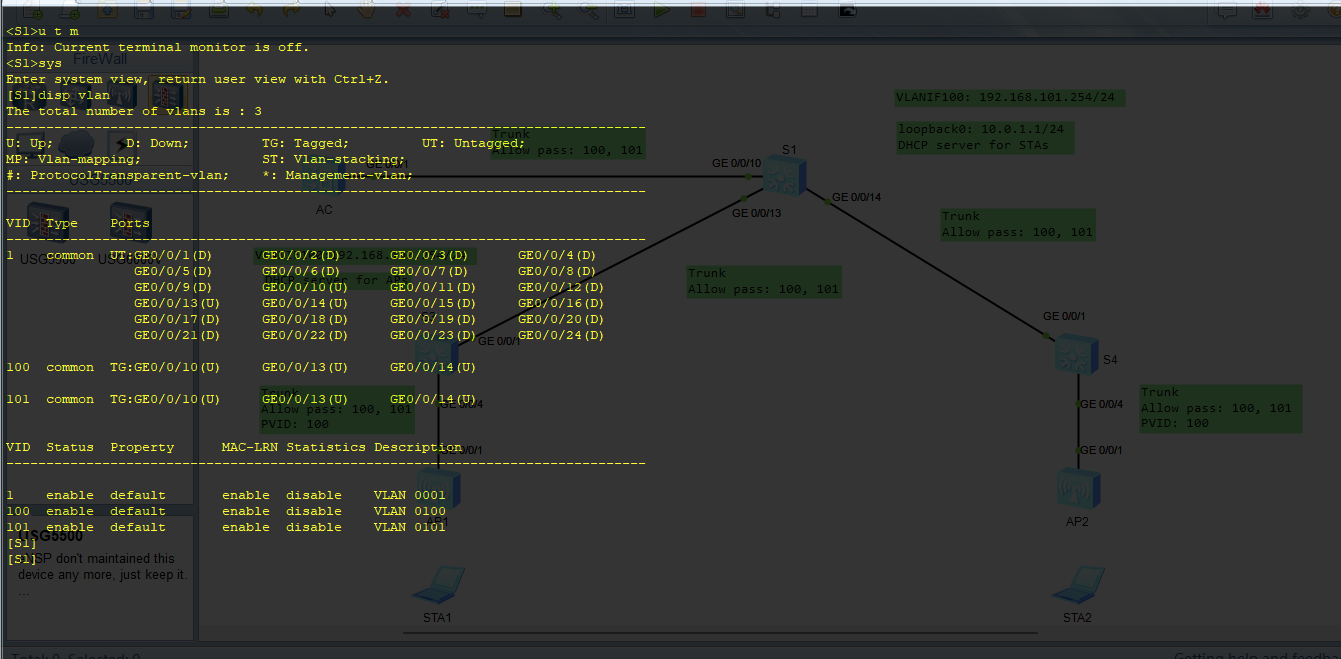 <S1>u t m
Info: Current terminal monitor is off.
<S1>sys
FireWall
Enter system view, return user view with Ctrl+Z.
[S1]disp vlan
The total number of vlans is : 3
--------------------------------------------------------------------------------
U: Up;         D: Down;         TG: Tagged;         UT: Untagged;
MP: Vlan-mapping;               ST: Vlan-stacking;
#: ProtocolTransparent-vlan;    *: Management-vlan;
--------------------------------------------------------------------------------
VID  Type    Ports
--------------------------------------------------------------------------------
1    common  UT:GE0/0/1(D)      GE0/0/2(D)      GE0/0/3(D)      GE0/0/4(D)
GE0/0/5(D)      GE0/0/6(D)      GE0/0/7(D)      GE0/0/8(D)
GE0/0/9(D)      GE0/0/10(U)     GE0/0/11(D)     GE0/0/12(D)
GE0/0/13(U)     GE0/0/14(U)     GE0/0/15(D)     GE0/0/16(D)
GE0/0/17(D)     GE0/0/18(D)     GE0/0/19(D)     GE0/0/20(D)
GE0/0/21(D)     GE0/0/22(D)     GE0/0/23(D)     GE0/0/24(D)
100  common  TG:GE0/0/10(U)     GE0/0/13(U)     GE0/0/14(U)
101  common  TG:GE0/0/10(U)     GE0/0/13(U)     GE0/0/14(U)
VID  Status  Property      MAC-LRN Statistics Description
--------------------------------------------------------------------------------
1    enable  default       enable  disable    VLAN 0001
100  enable  default       enable  disable    VLAN 0100
101  enable  default       enable  disable    VLAN 0101
[S1]
[S1]
USG5500
don't maintained this
device any more, just keep it.
...
Trunk
Allow pass: 100, 101
AC
VLANIF100: 192.168.101.254/24
loopback0: 10.0.1.1/24
DHCP server for STAs
S1
GE 0/0/10
GE 0/0/13
GE 0/0/14
Trunk
Allow pass: 100, 101
Trunk
Allow pass: 100, 101
GE 0/0/1
GE 0/0/1
S4
Trunk
Allow pass: 100, 101
PVID: 100
GE 0/0/4
GE 0/0/4
Trunk
Allow pass: 100, 101
PVID: 100
GE 0/0/1
AP1
AP2
STA1
STA2
Getting help and feedba